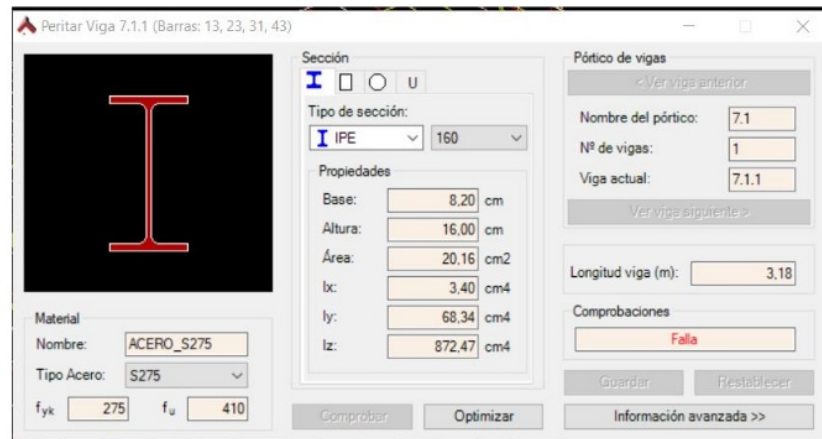 Peritar Viga 7.1.1 (Barras: 13, 23, 31, 43)
Sección
U
Tipo de sección:
IPE 160
Propiedades
Base: 8,20 cm
Altura: 16,00 cm
Área: 20,16 cm2
Ix: 3,40 cm4
Iy: 68,34 cm4
Iz: 872,47 cm4
Comprobar Optimizar
Material
Nombre: ACERO_S275
Tipo Acero: S275
fyk 275 fu 410
Pórtico de vigas
< Ver viga anterior
Nombre del pórtico: 7.1
Nº de vigas: 1
Viga actual: 7.1.1
Ver viga siguiente >
Longitud viga (m): 3,18
Comprobaciones
Falla
Guardar Restablecer
Información avanzada >>